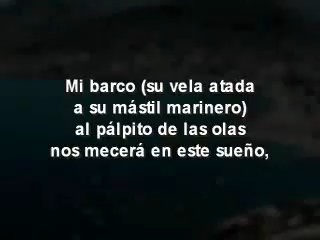 Mi barco (su vela atada
a su mástil marinero)
al pálpito de las olas
nos mecerá en este sueño,